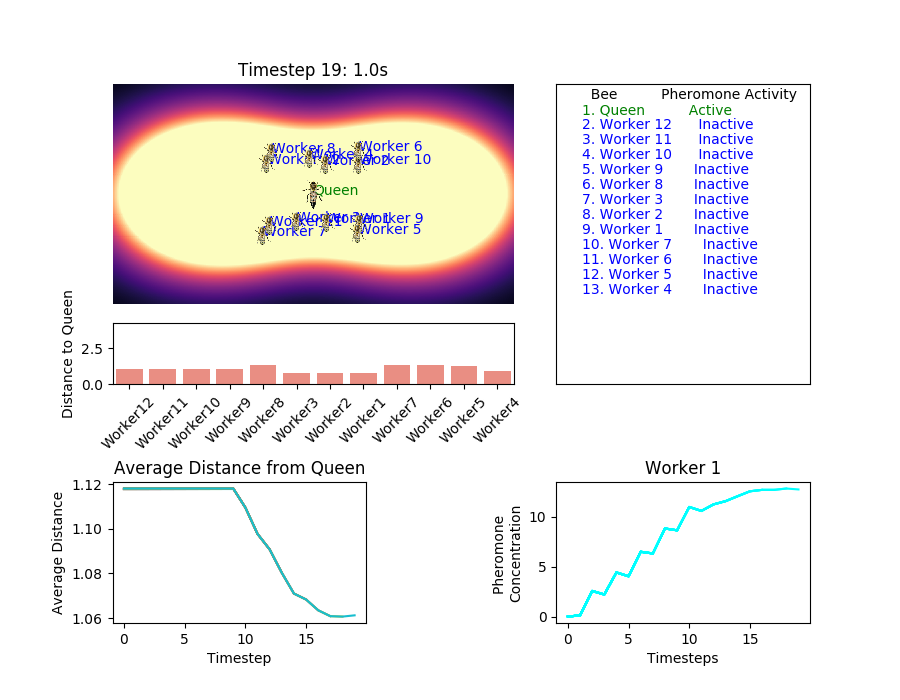 Timestep 19: 1.0s
Worker 8
Worker 6
Worker 10
Queen
Worker 9
Worker 7
Worker 5
Bee Pheromone Activity
1. Queen Active
2. Worker 12 Inactive
3. Worker 11 Inactive
4. Worker 10 Inactive
5. Worker 9 Inactive
6. Worker 8 Inactive
7. Worker 3 Inactive
8. Worker 2 Inactive
9. Worker 1 Inactive
10. Worker 7 Inactive
11. Worker 6 Inactive
12. Worker 5 Inactive
13. Worker 4 Inactive
Distance to Queen
2.5
0.0
Worker12
Worker11
Worker10
Worker9
Worker8
Worker3
Worker2
Worker1
Worker7
Worker6
Worker5
Worker4
Average Distance from Queen
Average Distance
1.12
1.10
1.08
1.06
0 5 10 15
Timestep
Worker 1
Pheromone
Concentration
10
5
0
0 5 10 15
Timesteps